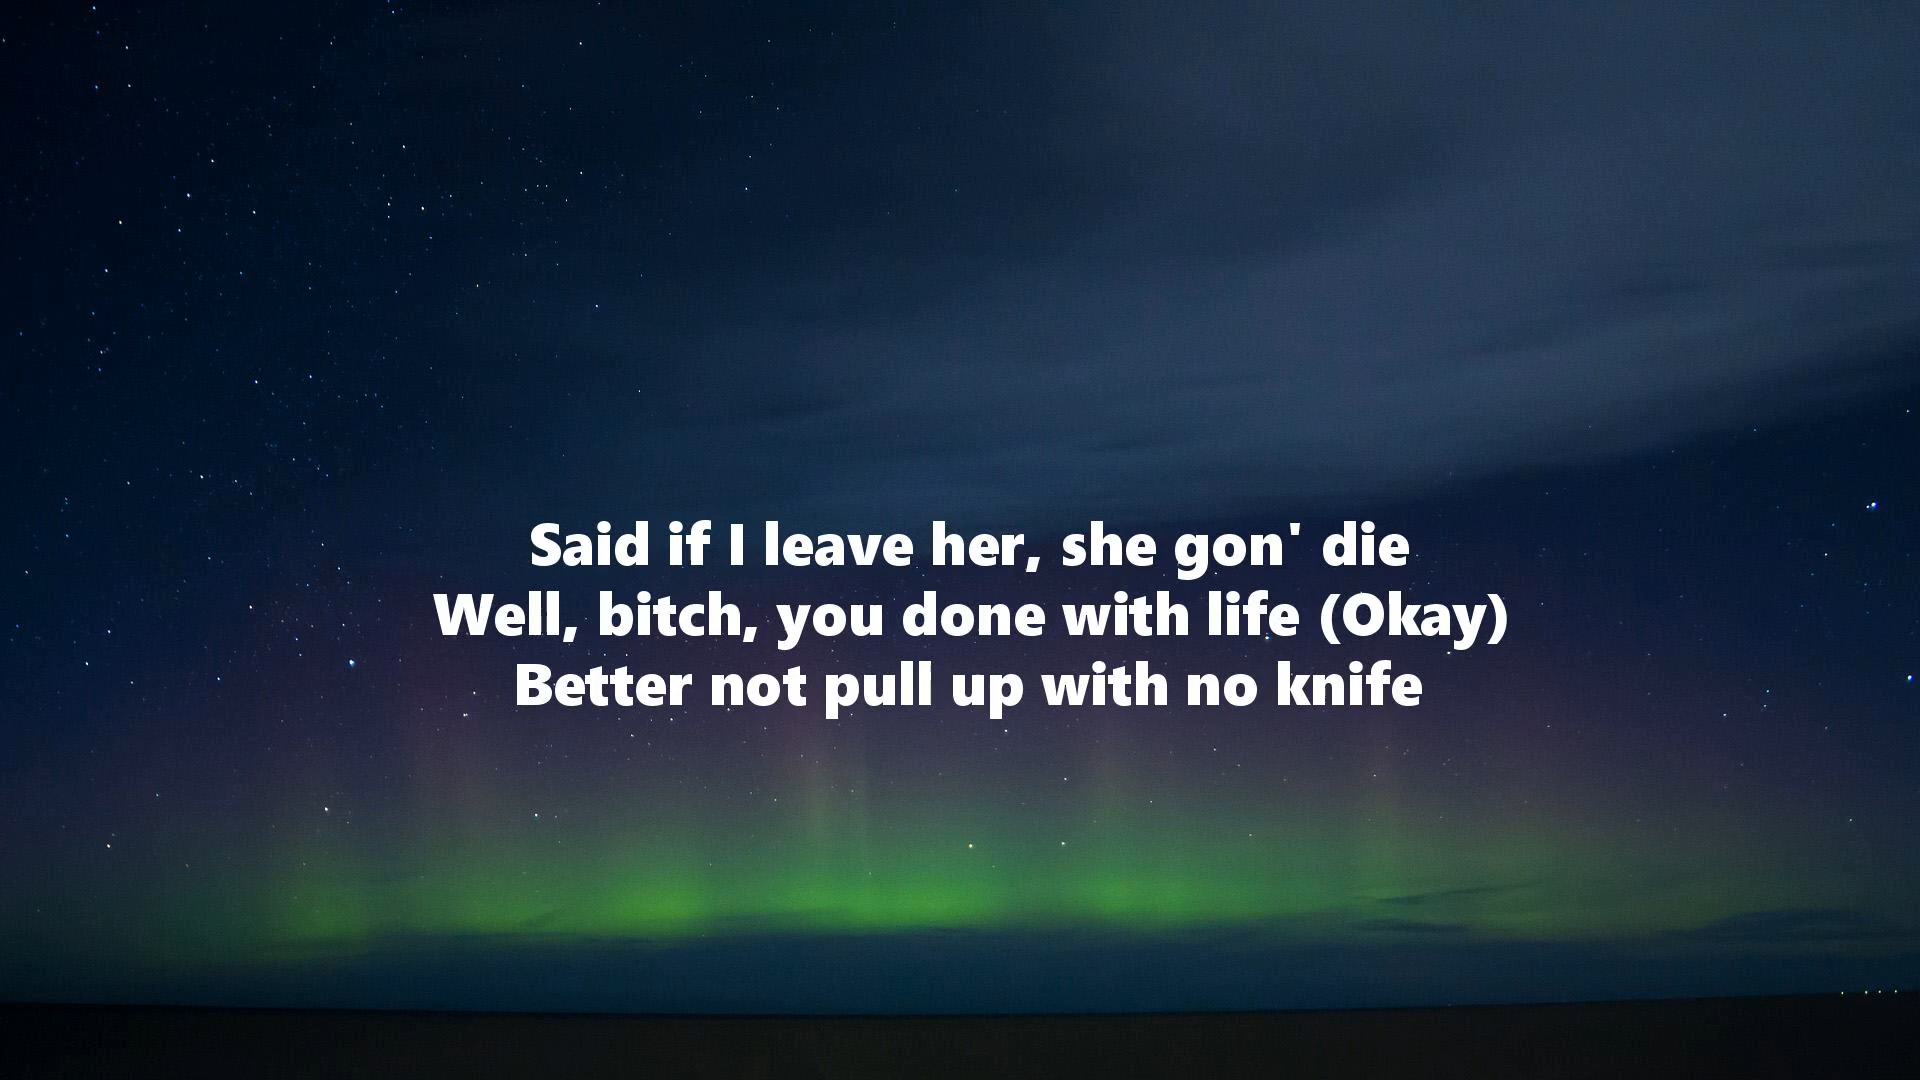 Said if I leave her, she gon' die
Well, bitch, you done with life (Okay)
Better not pull up with no knife